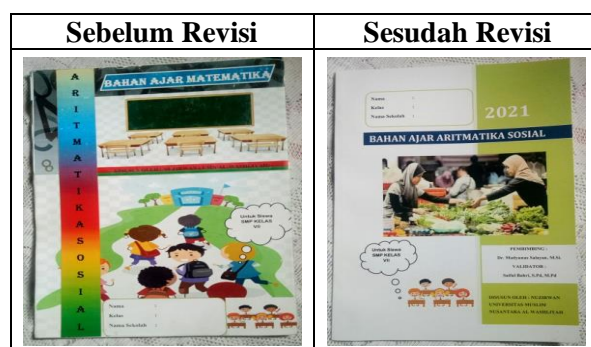 Sebelum Revisi
Sesudah Revisi
ARITMATIKA SOSIAL
BAHAN AJAR MATEMATIKA
Untuk Siswa
SMP KELAS
VII
Nama :
Kelas :
Nama Sekolah :
Nama :
Kelas :
Nama Sekolah :
2021
BAHAN AJAR ARITMATIKA SOSIAL
Untuk Siswa
SMP KELAS
VII
PEMBIMBING :
VALIDATOR :
DISUSUN OLEH :
UNIVERSITAS MUSLIM
NUSANTARA AL WASHLIYAH